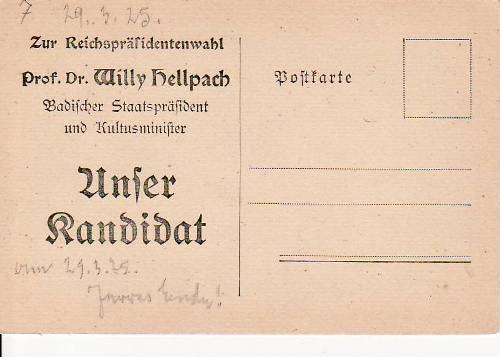 7 29.3.25.
Zur Reichspräsidentenwahl
Prof. Dr. Willy Hellpach
Badischer Staatspräsident
und Kultusminister
Unser
Kandidat
Postkarte
vom 29.3.25.
Jarres